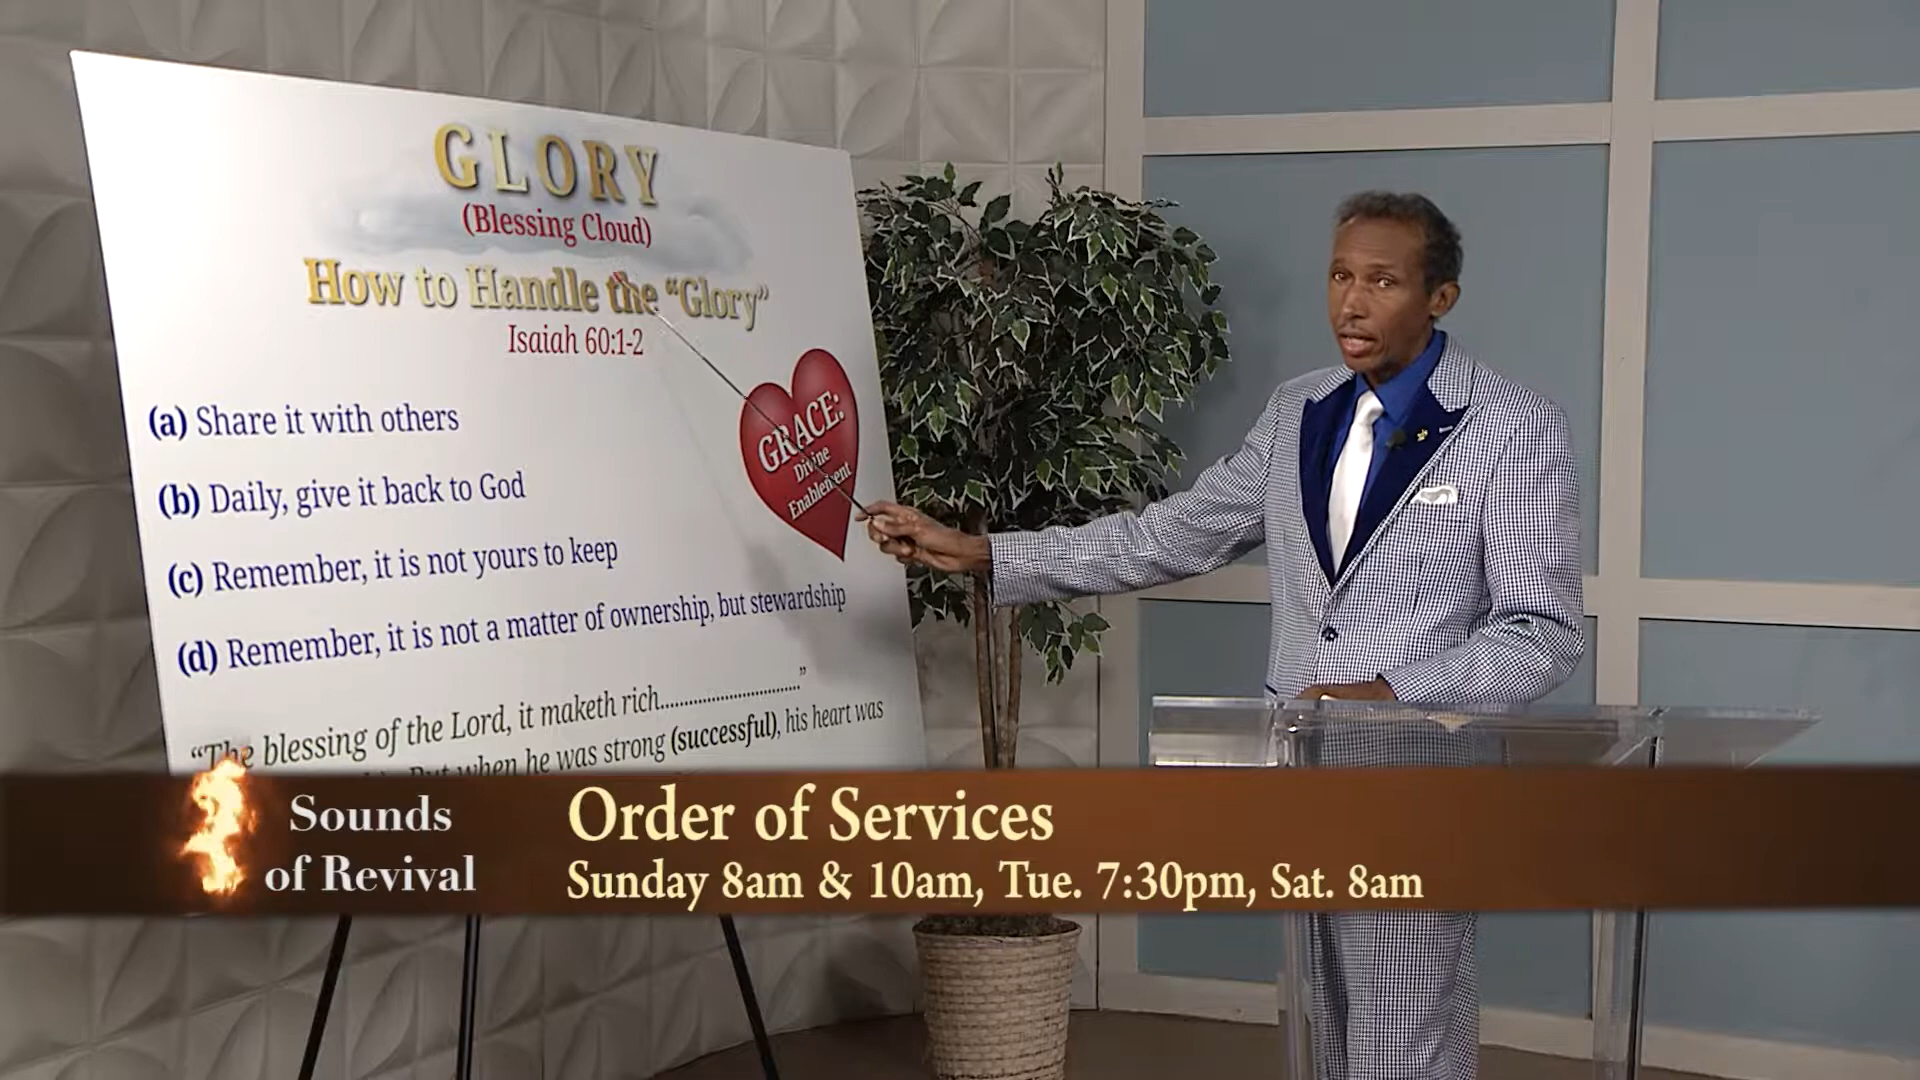 GLORY
(Blessing Cloud)
How to Handle the “Glory”
Isaiah 60:1-2
(a) Share it with others
(b) Daily, give it back to God
(c) Remember, it is not yours to keep
(d) Remember, it is not a matter of ownership, but stewardship
GRACE:
Divine
Enablement
“The blessing of the Lord, it maketh rich............................”
But when he was strong (successful), his heart was
Sounds
of Revival
Order of Services
Sunday 8am & 10am, Tue. 7:30pm, Sat. 8am